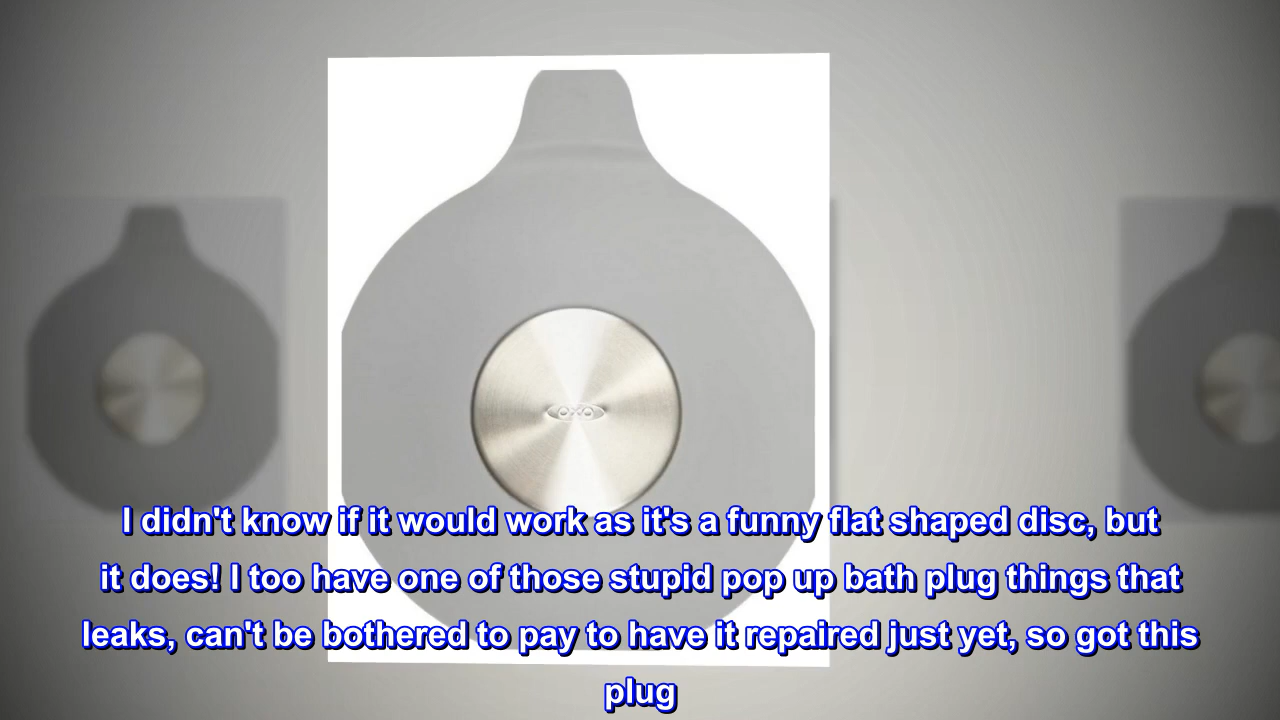 OXO
I didn't know if it would work as it's a funny flat shaped disc, but
it does! I too have one of those stupid pop up bath plug things that
leaks, can't be bothered to pay to have it repaired just yet, so got this
plug